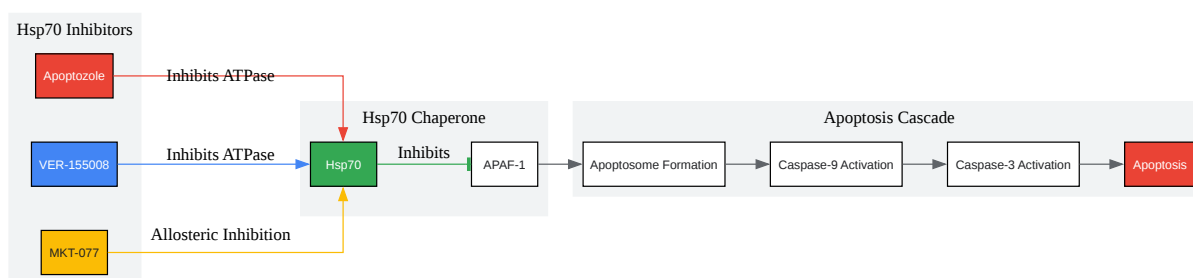 Hsp70 Inhibitors
Apoptozole
Inhibits ATPase
Hsp70 Chaperone
Apoptosis Cascade
VER-155008
Inhibits ATPase
Hsp70
Inhibits
APAF-1
Apoptosome Formation
Caspase-9 Activation
Caspase-3 Activation
Apoptosis
MKT-077
Allosteric Inhibition